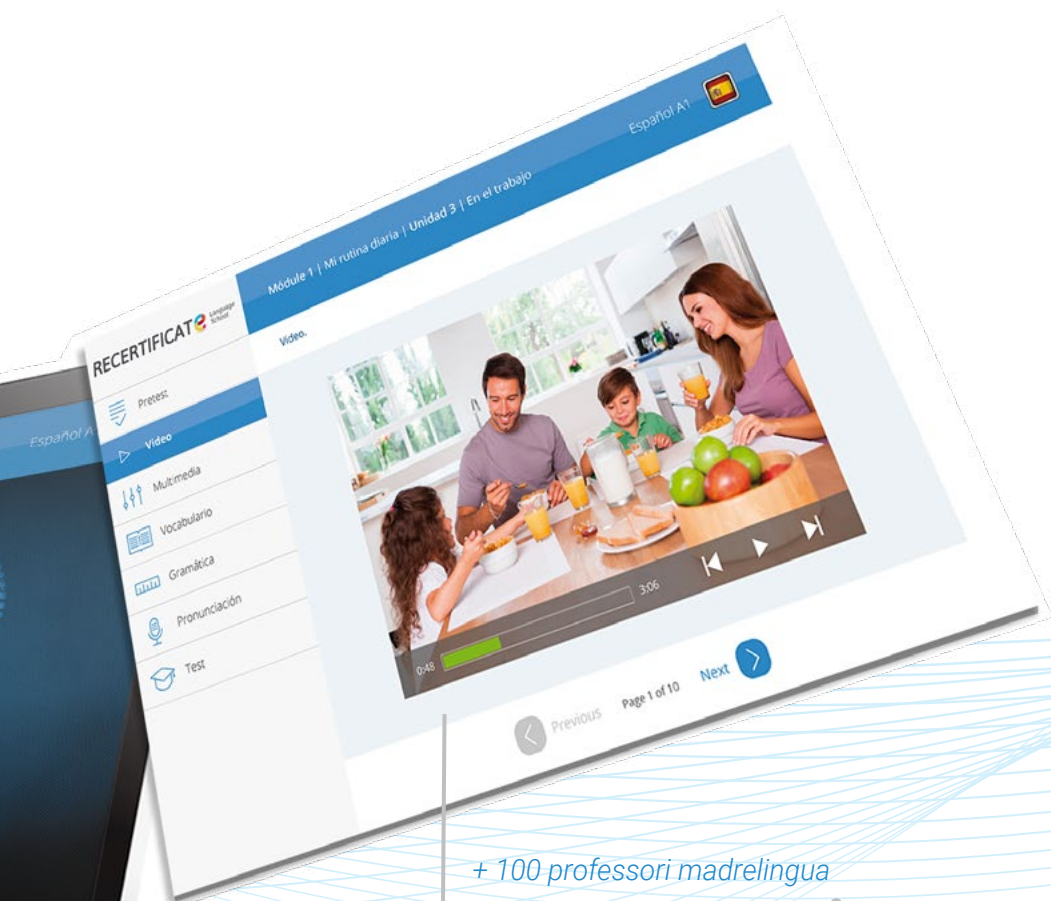 Español A1
Módule 1 | Mi rutina diaria | Unidad 3 | En el trabajo
RECERTIFICATe Language School
Video.
Pretest
Video
Multimedia
Vocabulario
Gramática
Pronunciación
Test
0:48
3:06
Previous
Page 1 of 10
Next
Español A
+ 100 professori madrelingua